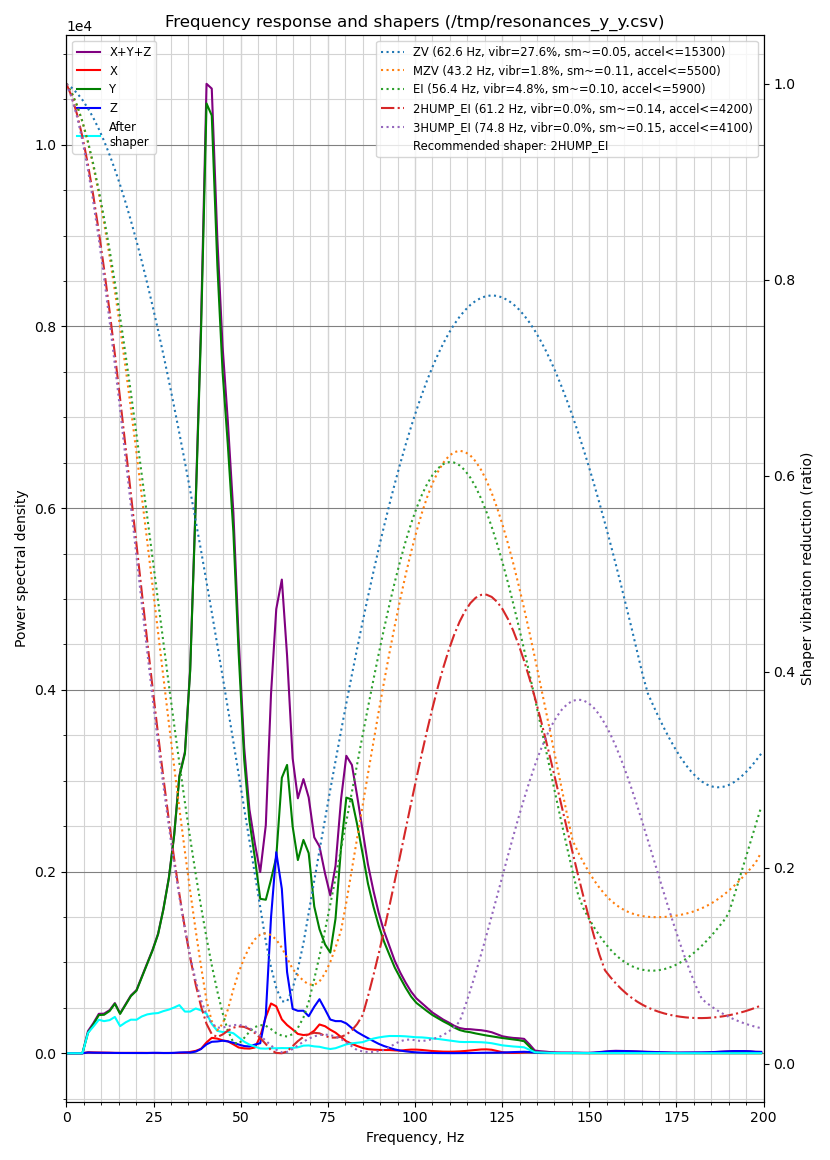 Frequency response and shapers (/tmp/resonances_y_y.csv)
1e4
X+Y+Z
X
Y
Z
After
shaper
ZV (62.6 Hz, vibr=27.6%, sm~=0.05, accel<=15300)
MZV (43.2 Hz, vibr=1.8%, sm~=0.11, accel<=5500)
EI (56.4 Hz, vibr=4.8%, sm~=0.10, accel<=5900)
2HUMP_EI (61.2 Hz, vibr=0.0%, sm~=0.14, accel<=4200)
3HUMP_EI (74.8 Hz, vibr=0.0%, sm~=0.15, accel<=4100)
Recommended shaper: 2HUMP_EI
Power spectral density
1.0
0.8
0.6
0.4
0.2
0.0
1.0
0.8
0.6
0.4
0.2
0.0
Shaper vibration reduction (ratio)
0 25 50 75 100 125 150 175 200
Frequency, Hz